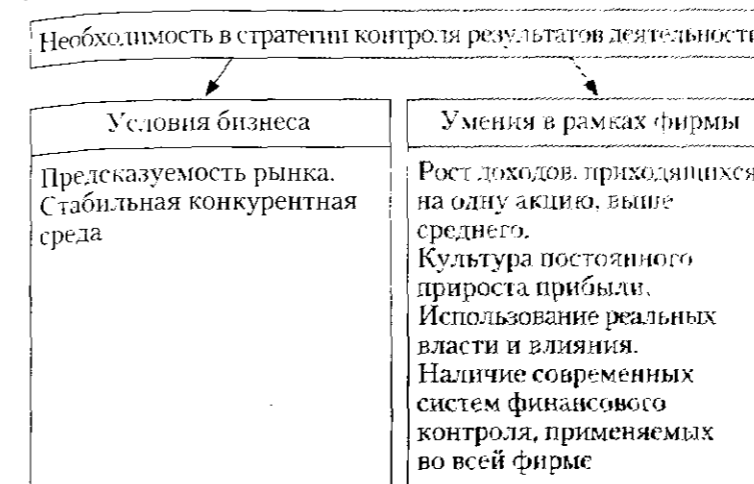 Необходимость в стратегии контроля результатов деятельности
Условия бизнеса
Предсказуемость рынка.
Стабильная конкурентная
среда
Умения в рамках фирмы
Рост доходов, приходящихся
на одну акцию, выше
среднего.
Культура постоянного
прироста прибыли.
Использование реальных
власти и влияния.
Наличие современных
систем финансового
контроля, применяемых
во всей фирме